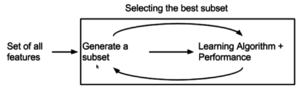 Selecting the best subset
Set of all
features
Generate a
subset
Learning Algorithm +
Performance